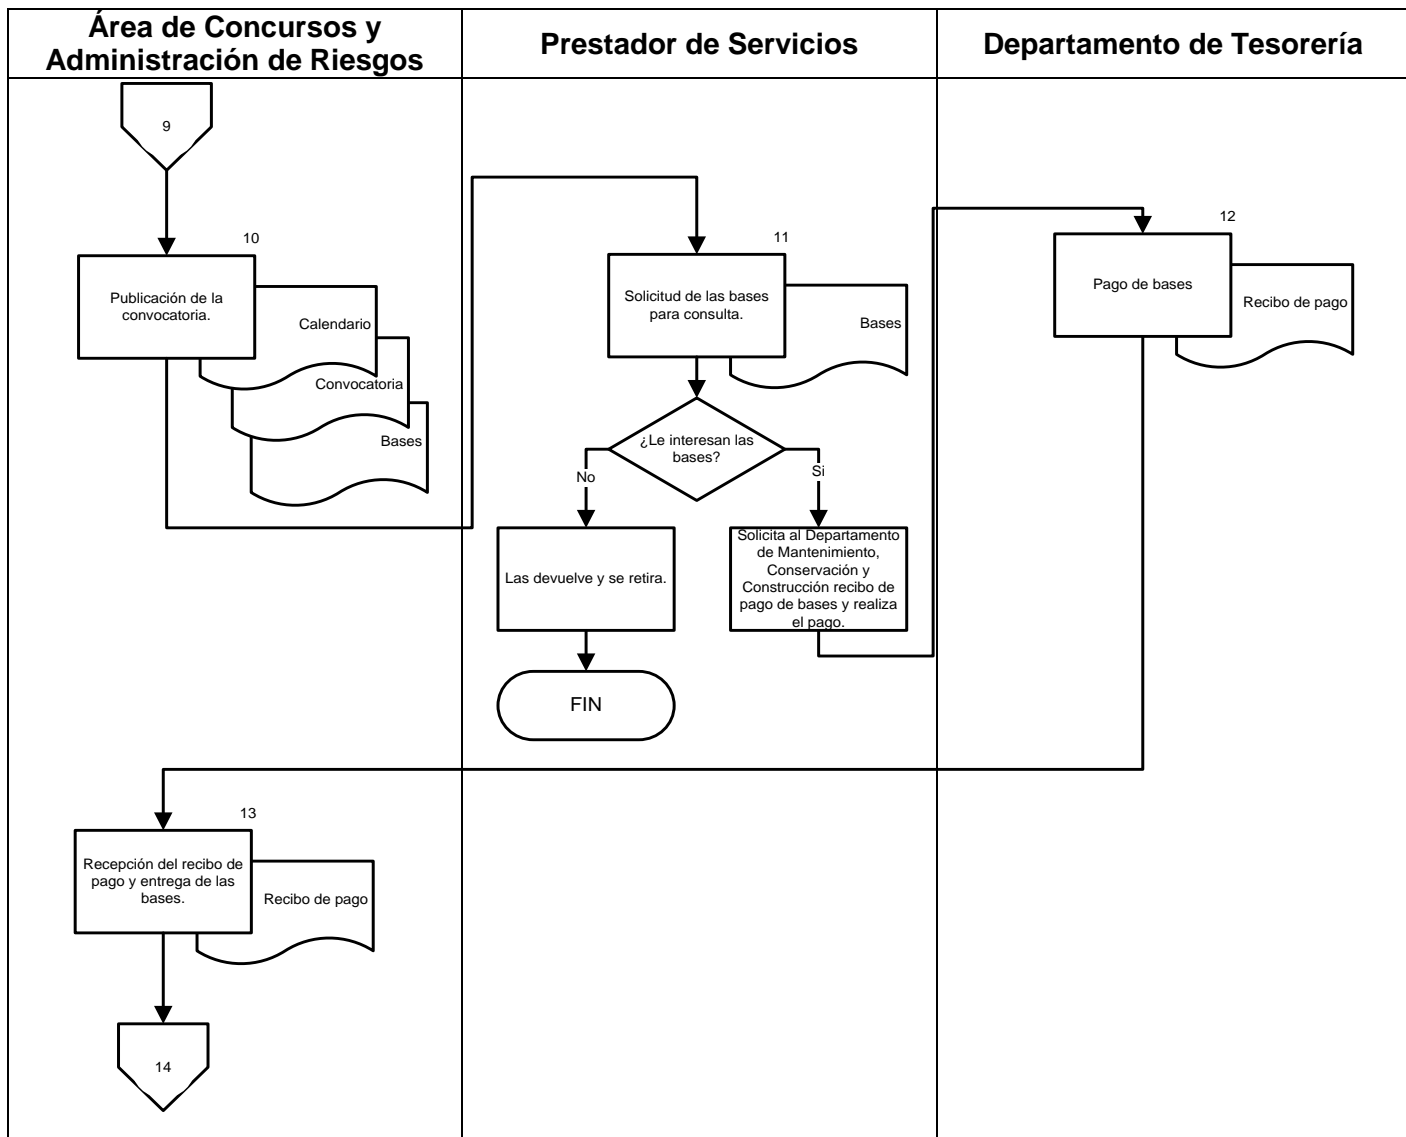 Área de Concursos y
Administración de Riesgos
Prestador de Servicios
Departamento de Tesorería
9
10
Publicación de la
convocatoria.
Calendario
Convocatoria
Bases
11
Solicitud de las bases
para consulta.
Bases
¿Le interesan las
bases?
No
Si
Las devuelve y se retira.
Solicita al Departamento
de Mantenimiento,
Conservación y
Construcción recibo de
pago de bases y realiza
el pago.
FIN
12
Pago de bases
Recibo de pago
13
Recepción del recibo de
pago y entrega de las
bases.
Recibo de pago
14